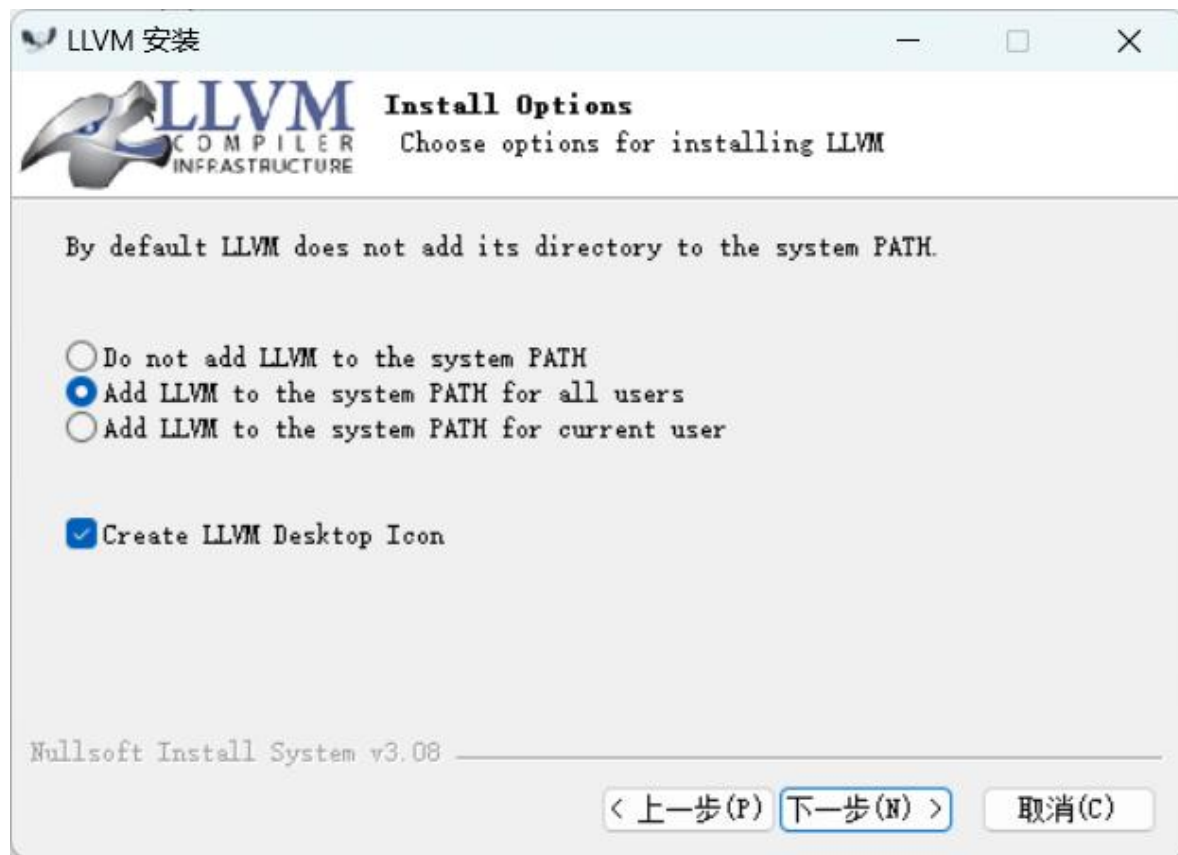 LLVM 安装
LLVM
COMPILER
INFRASTRUCTURE
Install Options
Choose options for installing LLVM
By default LLVM does not add its directory to the system PATH.
Do not add LLVM to the system PATH
Add LLVM to the system PATH for all users
Add LLVM to the system PATH for current user
Create LLVM Desktop Icon
Nullsoft Install System v3.08
< 上一步(P) 下一步(N) > 取消(C)